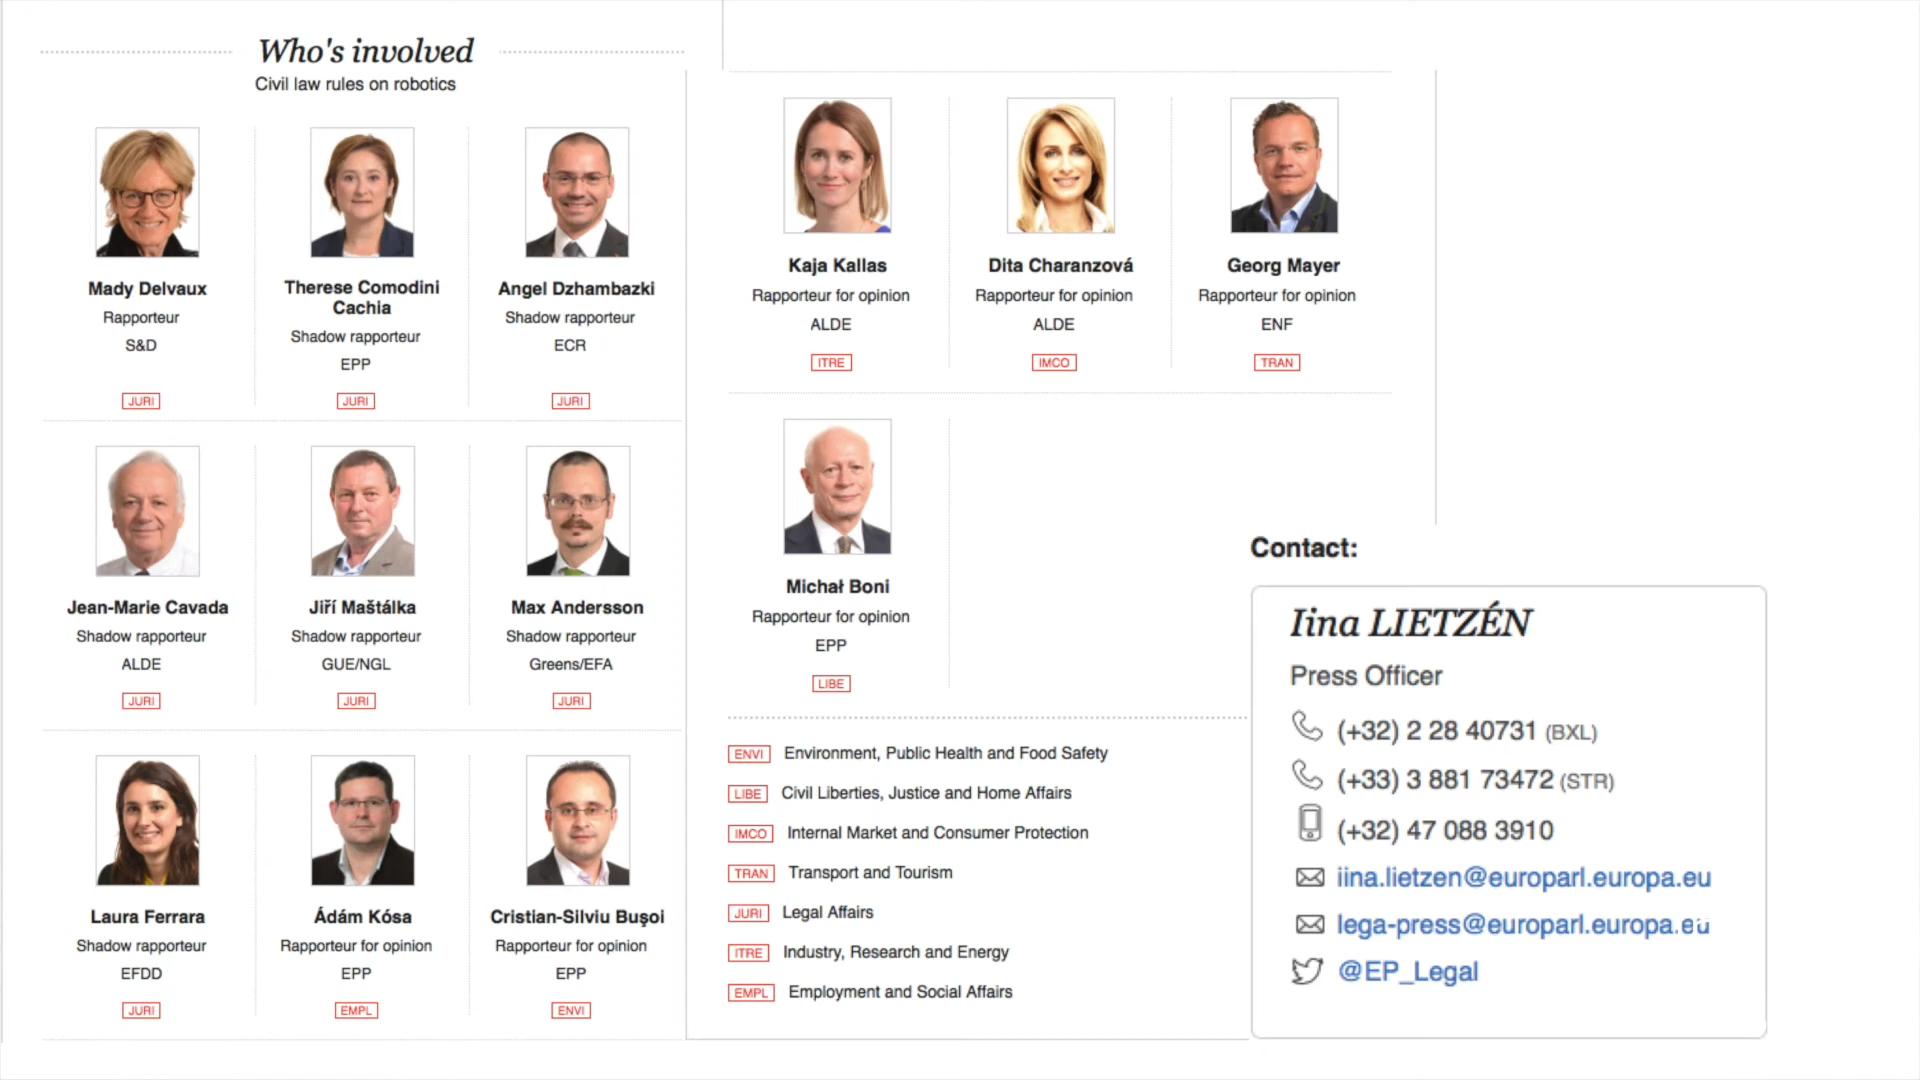 Who's involved
Civil law rules on robotics
Mady Delvaux
Rapporteur
S&D
JURI
Therese Comodini
Cachia
Shadow rapporteur
EPP
JURI
Angel Dzhambazki
Shadow rapporteur
ECR
JURI
Jean-Marie Cavada
Shadow rapporteur
ALDE
JURI
Jiří Maštálka
Shadow rapporteur
GUE/NGL
JURI
Max Andersson
Shadow rapporteur
Greens/EFA
JURI
Laura Ferrara
Shadow rapporteur
EFDD
JURI
Ádám Kósa
Rapporteur for opinion
EPP
EMPL
Cristian-Silviu Buşoi
Rapporteur for opinion
EPP
ENVI
Kaja Kallas
Rapporteur for opinion
ALDE
ITRE
Dita Charanzová
Rapporteur for opinion
ALDE
IMCO
Georg Mayer
Rapporteur for opinion
ENF
TRAN
Michał Boni
Rapporteur for opinion
EPP
LIBE
ENVI Environment, Public Health and Food Safety
LIBE Civil Liberties, Justice and Home Affairs
IMCO Internal Market and Consumer Protection
TRAN Transport and Tourism
JURI Legal Affairs
ITRE Industry, Research and Energy
EMPL Employment and Social Affairs
Contact:
Iina LIETZÉN
Press Officer
(+32) 2 28 40731 (BXL)
(+33) 3 881 73472 (STR)
(+32) 47 088 3910
iina.lietzen@europarl.europa.eu
lega-press@europarl.europa.eu
@EP_Legal